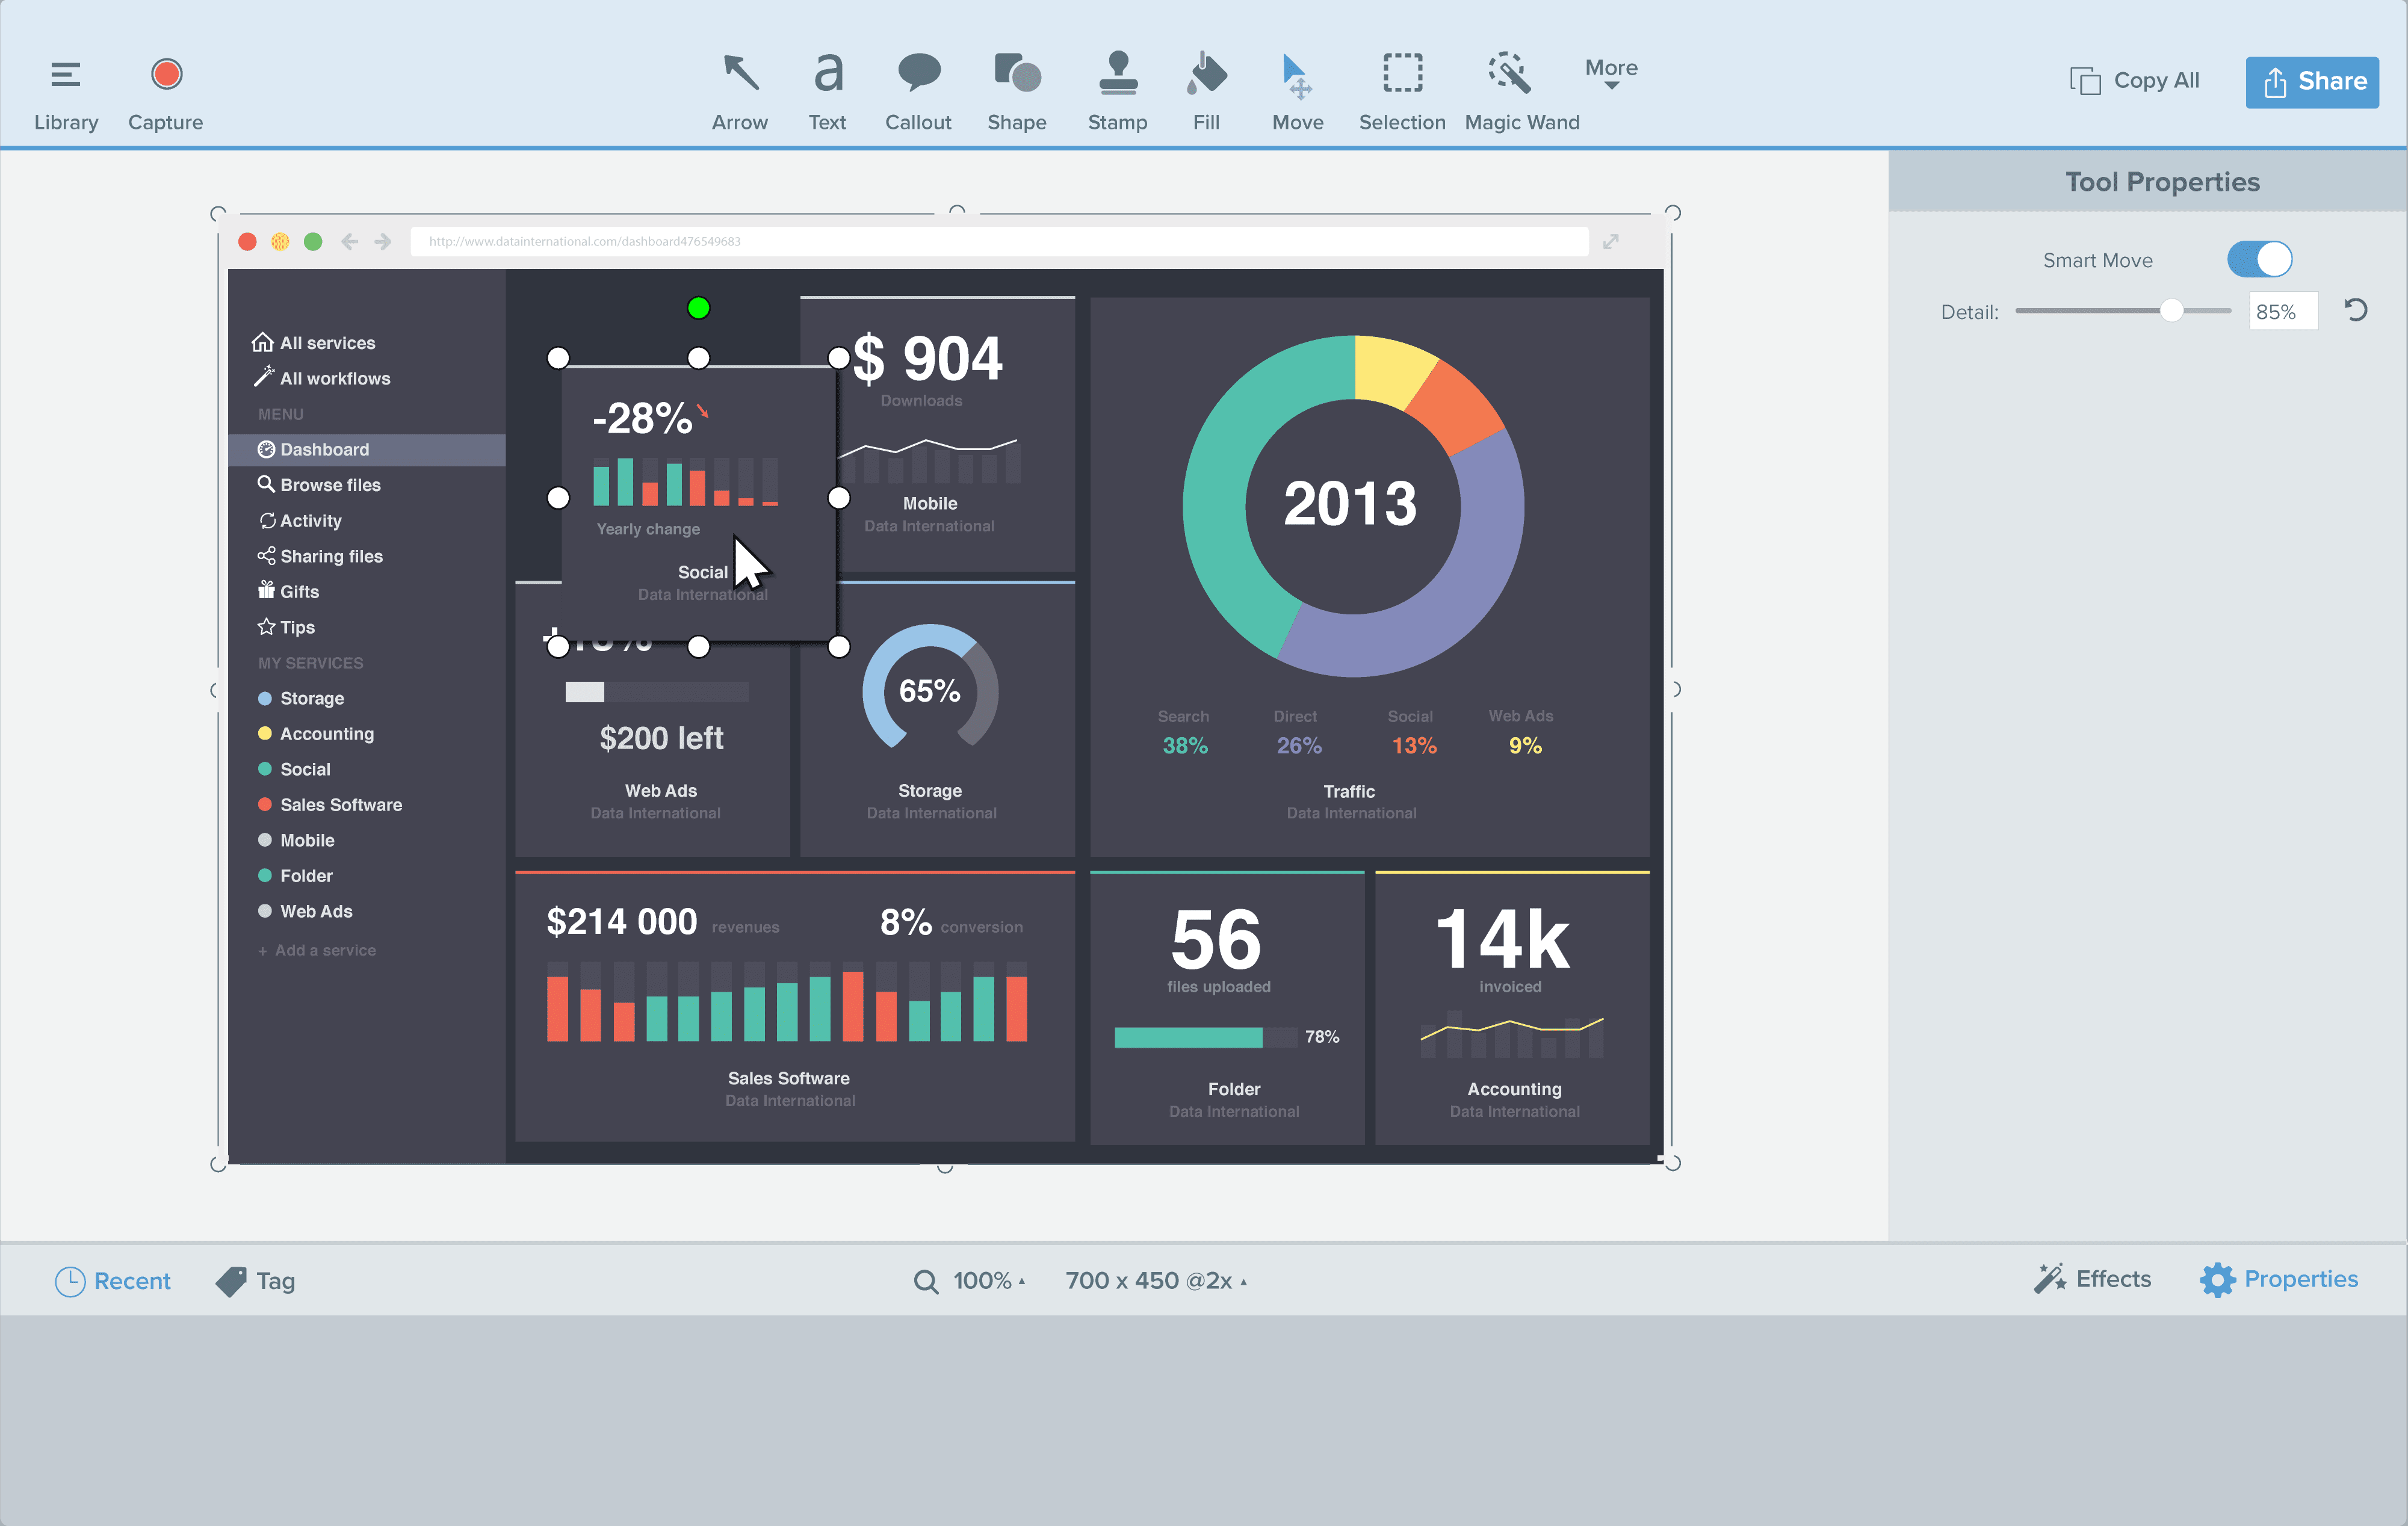 Library
Capture
Arrow
Text
Callout
Shape
Stamp
Fill
Move
Selection
Magic Wand
More
Copy All
Share
Tool Properties
Smart Move
Detail:
85%
http://www.datainternational.com/dashboard476549683
All services
All workflows
MENU
Dashboard
Browse files
Activity
Sharing files
Gifts
Tips
MY SERVICES
Storage
Accounting
Social
Sales Software
Mobile
Folder
Web Ads
+ Add a service
-28%
Yearly change
Social
Data International
$ 904
Downloads
Mobile
Data International
2013
Search
38%
Direct
26%
Social
13%
Web Ads
9%
Traffic
Data International
$200 left
Web Ads
Data International
65%
Storage
Data International
$214 000 revenues
8% conversion
Sales Software
Data International
56
files uploaded
78%
Folder
Data International
14k
invoiced
Accounting
Data International
Recent
Tag
100%
700 x 450 @2x
Effects
Properties